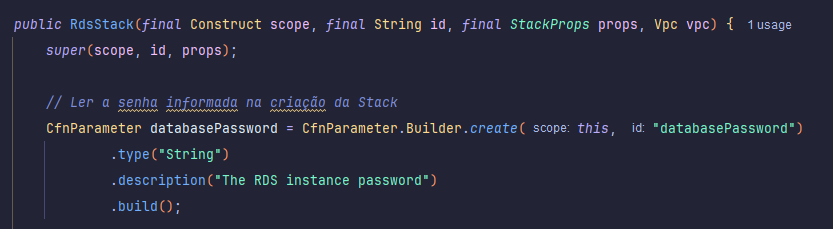 public RdsStack(final Construct scope, final String id, final StackProps props, Vpc vpc) { 1 usage
super(scope, id, props);
// Ler a senha informada na criação da Stack
CfnParameter databasePassword = CfnParameter.Builder.create( scope: this, id: "databasePassword")
.type("String")
.description("The RDS instance password")
.build();